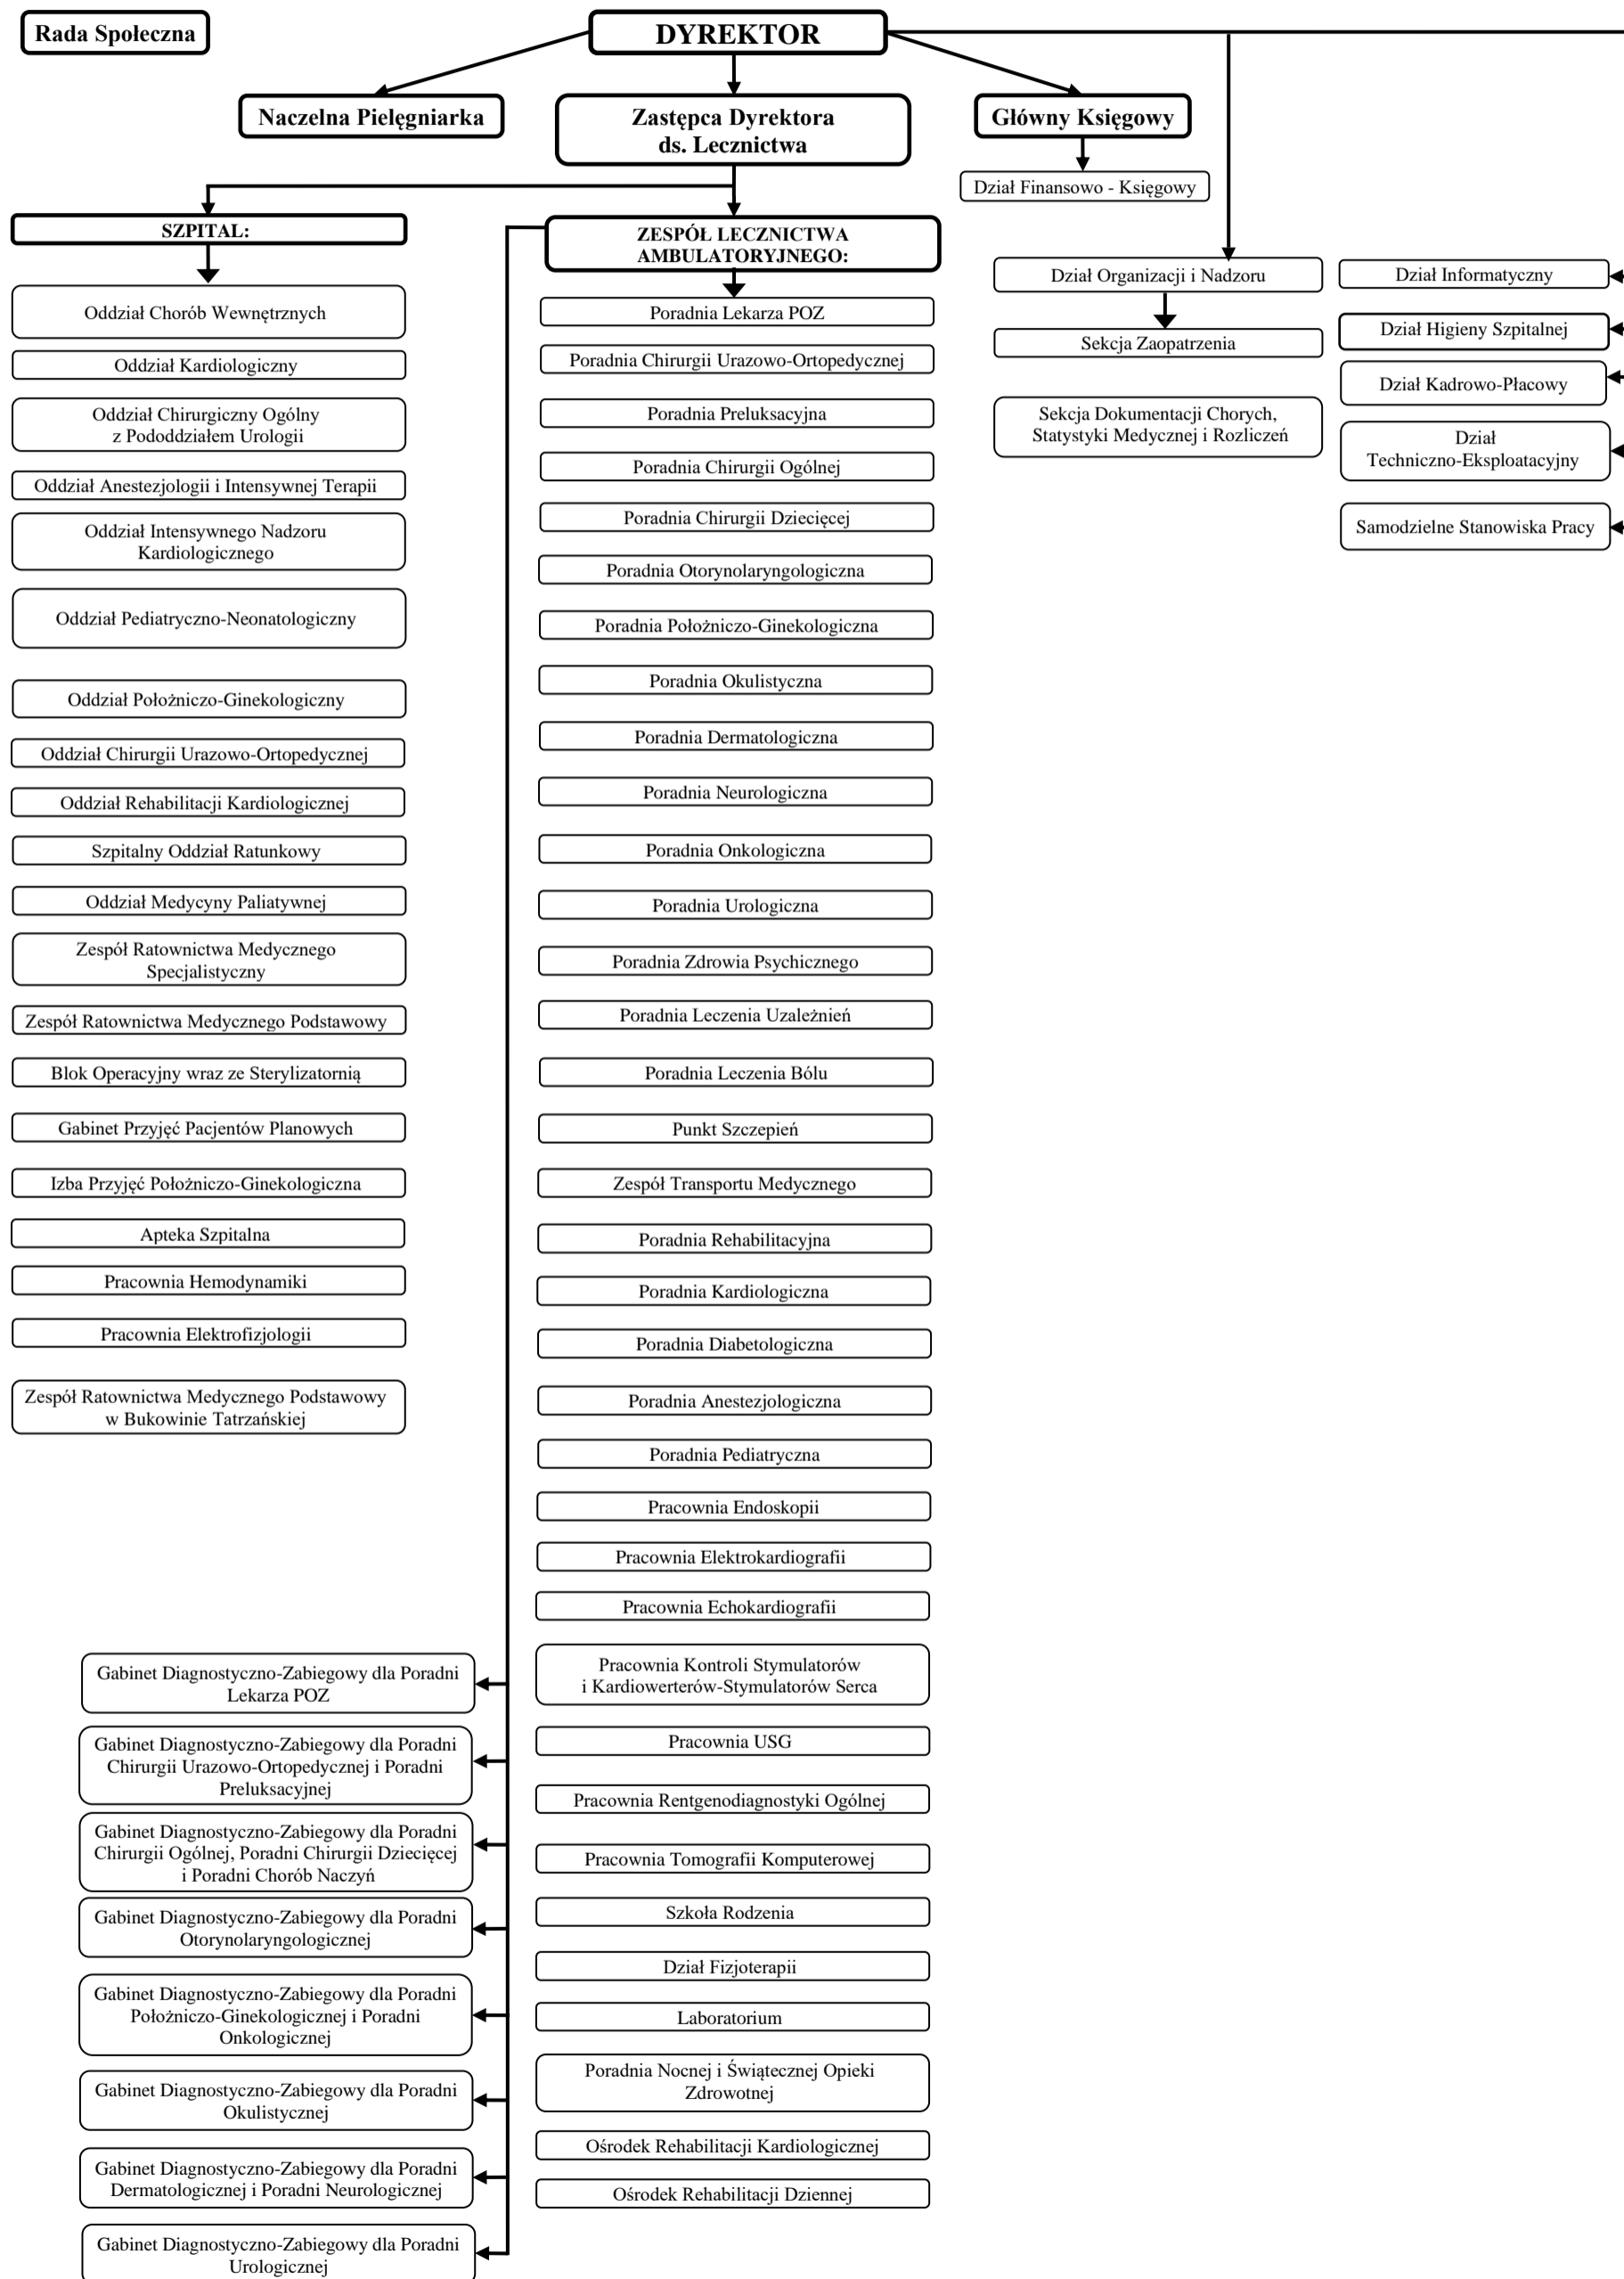 Rada Społeczna
DYREKTOR
Naczelna Pielęgniarka
Zastępca Dyrektora
ds. Lecznictwa
Główny Księgowy
Dział Finansowo - Księgowy
SZPITAL:
Oddział Chorób Wewnętrznych
Oddział Kardiologiczny
Oddział Chirurgiczny Ogólny
z Pododdziałem Urologii
Oddział Anestezjologii i Intensywnej Terapii
Oddział Intensywnego Nadzoru
Kardiologicznego
Oddział Pediatryczno-Neonatologiczny
Oddział Położniczo-Ginekologiczny
Oddział Chirurgii Urazowo-Ortopedycznej
Oddział Rehabilitacji Kardiologicznej
Szpitalny Oddział Ratunkowy
Oddział Medycyny Paliatywnej
Zespół Ratownictwa Medycznego
Specjalistyczny
Zespół Ratownictwa Medycznego Podstawowy
Blok Operacyjny wraz ze Sterylizatornią
Gabinet Przyjęć Pacjentów Planowych
Izba Przyjęć Położniczo-Ginekologiczna
Apteka Szpitalna
Pracownia Hemodynamiki
Pracownia Elektrofizjologii
Zespół Ratownictwa Medycznego Podstawowy
w Bukowinie Tatrzańskiej
ZESPÓŁ LECZNICTWA
AMBULATORYJNEGO:
Poradnia Lekarza POZ
Poradnia Chirurgii Urazowo-Ortopedycznej
Poradnia Preluksacyjna
Poradnia Chirurgii Ogólnej
Poradnia Chirurgii Dziecięcej
Poradnia Otorynolaryngologiczna
Poradnia Położniczo-Ginekologiczna
Poradnia Okulistyczna
Poradnia Dermatologiczna
Poradnia Neurologiczna
Poradnia Onkologiczna
Poradnia Urologiczna
Poradnia Zdrowia Psychicznego
Poradnia Leczenia Uzależnień
Poradnia Leczenia Bólu
Punkt Szczepień
Zespół Transportu Medycznego
Poradnia Rehabilitacyjna
Poradnia Kardiologiczna
Poradnia Diabetologiczna
Poradnia Anestezjologiczna
Poradnia Pediatryczna
Pracownia Endoskopii
Pracownia Elektrokardiografii
Pracownia Echokardiografii
Pracownia Kontroli Stymulatorów
i Kardiowerterów-Stymulatorów Serca
Pracownia USG
Pracownia Rentgenodiagnostyki Ogólnej
Pracownia Tomografii Komputerowej
Szkoła Rodzenia
Dział Fizjoterapii
Laboratorium
Poradnia Nocnej i Świątecznej Opieki
Zdrowotnej
Ośrodek Rehabilitacji Kardiologicznej
Ośrodek Rehabilitacji Dziennej
Gabinet Diagnostyczno-Zabiegowy dla Poradni
Lekarza POZ
Gabinet Diagnostyczno-Zabiegowy dla Poradni
Chirurgii Urazowo-Ortopedycznej i Poradni
Preluksacyjnej
Gabinet Diagnostyczno-Zabiegowy dla Poradni
Chirurgii Ogólnej, Poradni Chirurgii Dziecięcej
i Poradni Chorób Naczyń
Gabinet Diagnostyczno-Zabiegowy dla Poradni
Otorynolaryngologicznej
Gabinet Diagnostyczno-Zabiegowy dla Poradni
Położniczo-Ginekologicznej i Poradni
Onkologicznej
Gabinet Diagnostyczno-Zabiegowy dla Poradni
Okulistycznej
Gabinet Diagnostyczno-Zabiegowy dla Poradni
Dermatologicznej i Poradni Neurologicznej
Gabinet Diagnostyczno-Zabiegowy dla Poradni
Urologicznej
Dział Organizacji i Nadzoru
Sekcja Zaopatrzenia
Sekcja Dokumentacji Chorych,
Statystyki Medycznej i Rozliczeń
Dział Informatyczny
Dział Higieny Szpitalnej
Dział Kadrowo-Płacowy
Dział
Techniczno-Eksploatacyjny
Samodzielne Stanowiska Pracy